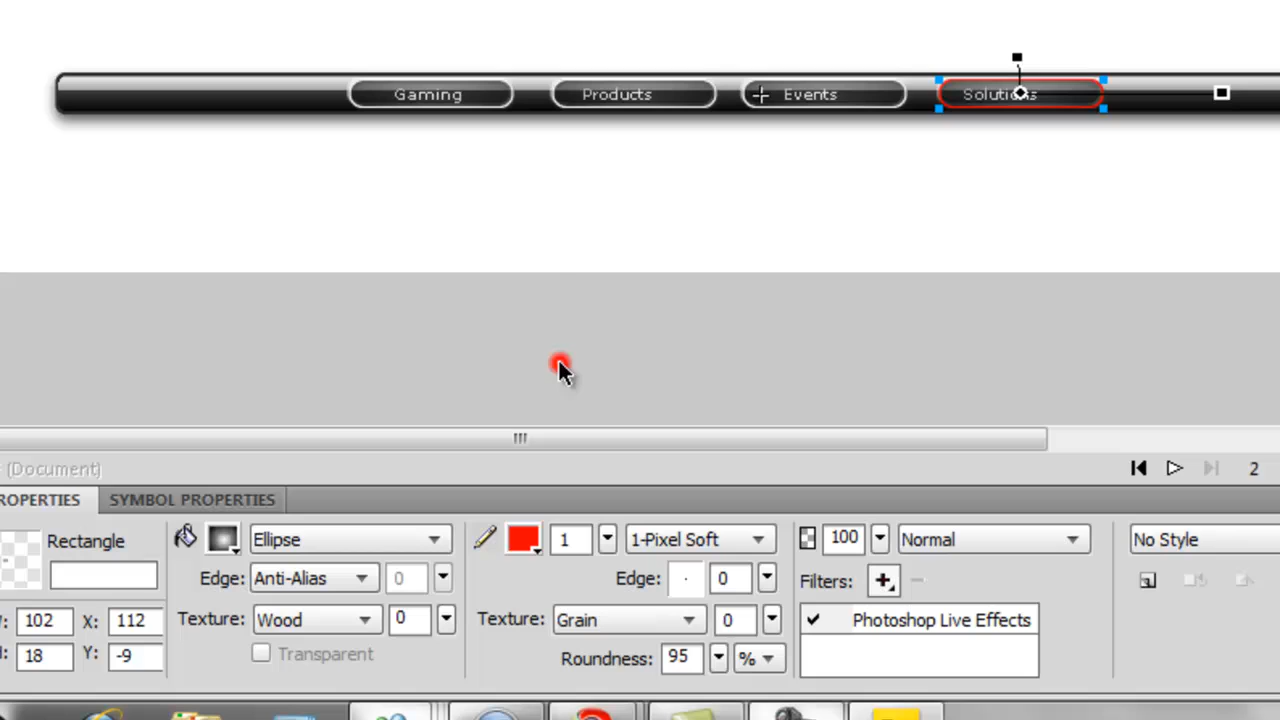 Gaming Products Events Solutions
(Document) 2
ROPERTIES SYMBOL PROPERTIES
Rectangle Ellipse 1 1-Pixel Soft 100 Normal No Style
Edge: Anti-Alias 0 Edge: 0 Filters:
W: 102 X: 112 Texture: Wood 0 Texture: Grain 0 Photoshop Live Effects
H: 18 Y: -9 Transparent Roundness: 95 %